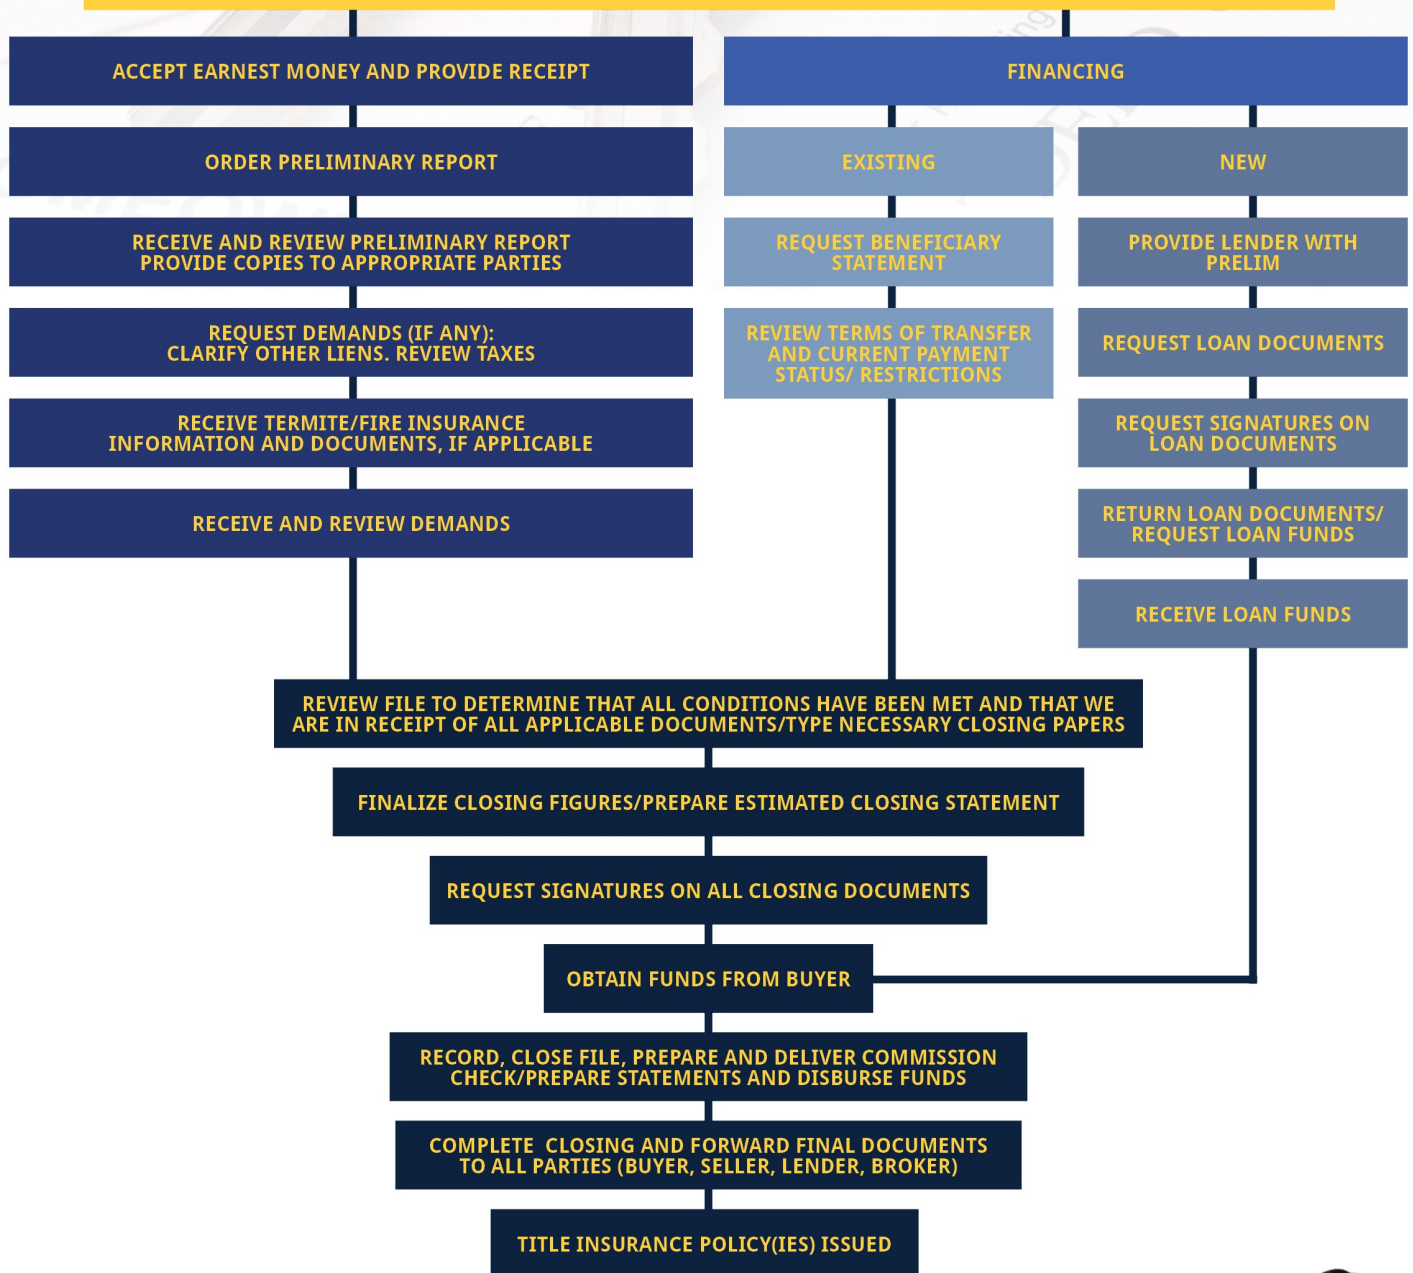 ACCEPT EARNEST MONEY AND PROVIDE RECEIPT
ORDER PRELIMINARY REPORT
RECEIVE AND REVIEW PRELIMINARY REPORT
PROVIDE COPIES TO APPROPRIATE PARTIES
REQUEST DEMANDS (IF ANY):
CLARIFY OTHER LIENS. REVIEW TAXES
RECEIVE TERMITE/FIRE INSURANCE
INFORMATION AND DOCUMENTS, IF APPLICABLE
RECEIVE AND REVIEW DEMANDS
FINANCING
EXISTING
REQUEST BENEFICIARY
STATEMENT
REVIEW TERMS OF TRANSFER
AND CURRENT PAYMENT
STATUS/ RESTRICTIONS
NEW
PROVIDE LENDER WITH
PRELIM
REQUEST LOAN DOCUMENTS
REQUEST SIGNATURES ON
LOAN DOCUMENTS
RETURN LOAN DOCUMENTS/
REQUEST LOAN FUNDS
RECEIVE LOAN FUNDS
REVIEW FILE TO DETERMINE THAT ALL CONDITIONS HAVE BEEN MET AND THAT WE
ARE IN RECEIPT OF ALL APPLICABLE DOCUMENTS/TYPE NECESSARY CLOSING PAPERS
FINALIZE CLOSING FIGURES/PREPARE ESTIMATED CLOSING STATEMENT
REQUEST SIGNATURES ON ALL CLOSING DOCUMENTS
OBTAIN FUNDS FROM BUYER
RECORD, CLOSE FILE, PREPARE AND DELIVER COMMISSION
CHECK/PREPARE STATEMENTS AND DISBURSE FUNDS
COMPLETE  CLOSING AND FORWARD FINAL DOCUMENTS
TO ALL PARTIES (BUYER, SELLER, LENDER, BROKER)
TITLE INSURANCE POLICY(IES) ISSUED